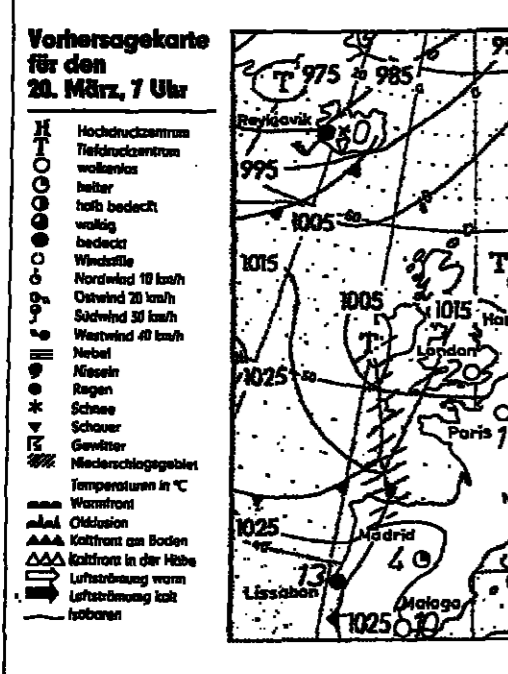 Vorhersagekarte
für den
20. März, 7 Uhr
H Hochdruckzentrum
T Tiefdruckzentrum
wolkenlos
heiter
halb bedeckt
wolkig
bedeckt
Windstille
Nordwind 10 km/h
Ostwind 20 km/h
Südwind 30 km/h
Westwind 40 km/h
Nebel
Nieseln
Regen
Schnee
Schauer
Gewitter
Niederschlagsgebiet
Temperaturen in °C
Warmfront
Okklusion
Kaltfront am Boden
Kaltfront in der Höhe
Luftströmung warm
Luftströmung kalt
Isobaren
T 975 985
Reykjavik 0
995
1005
1015
1005 1015
T
T
London
2
1025
Paris 1
1025
Madrid
4
13
Lissabon
Malaga
1025 10